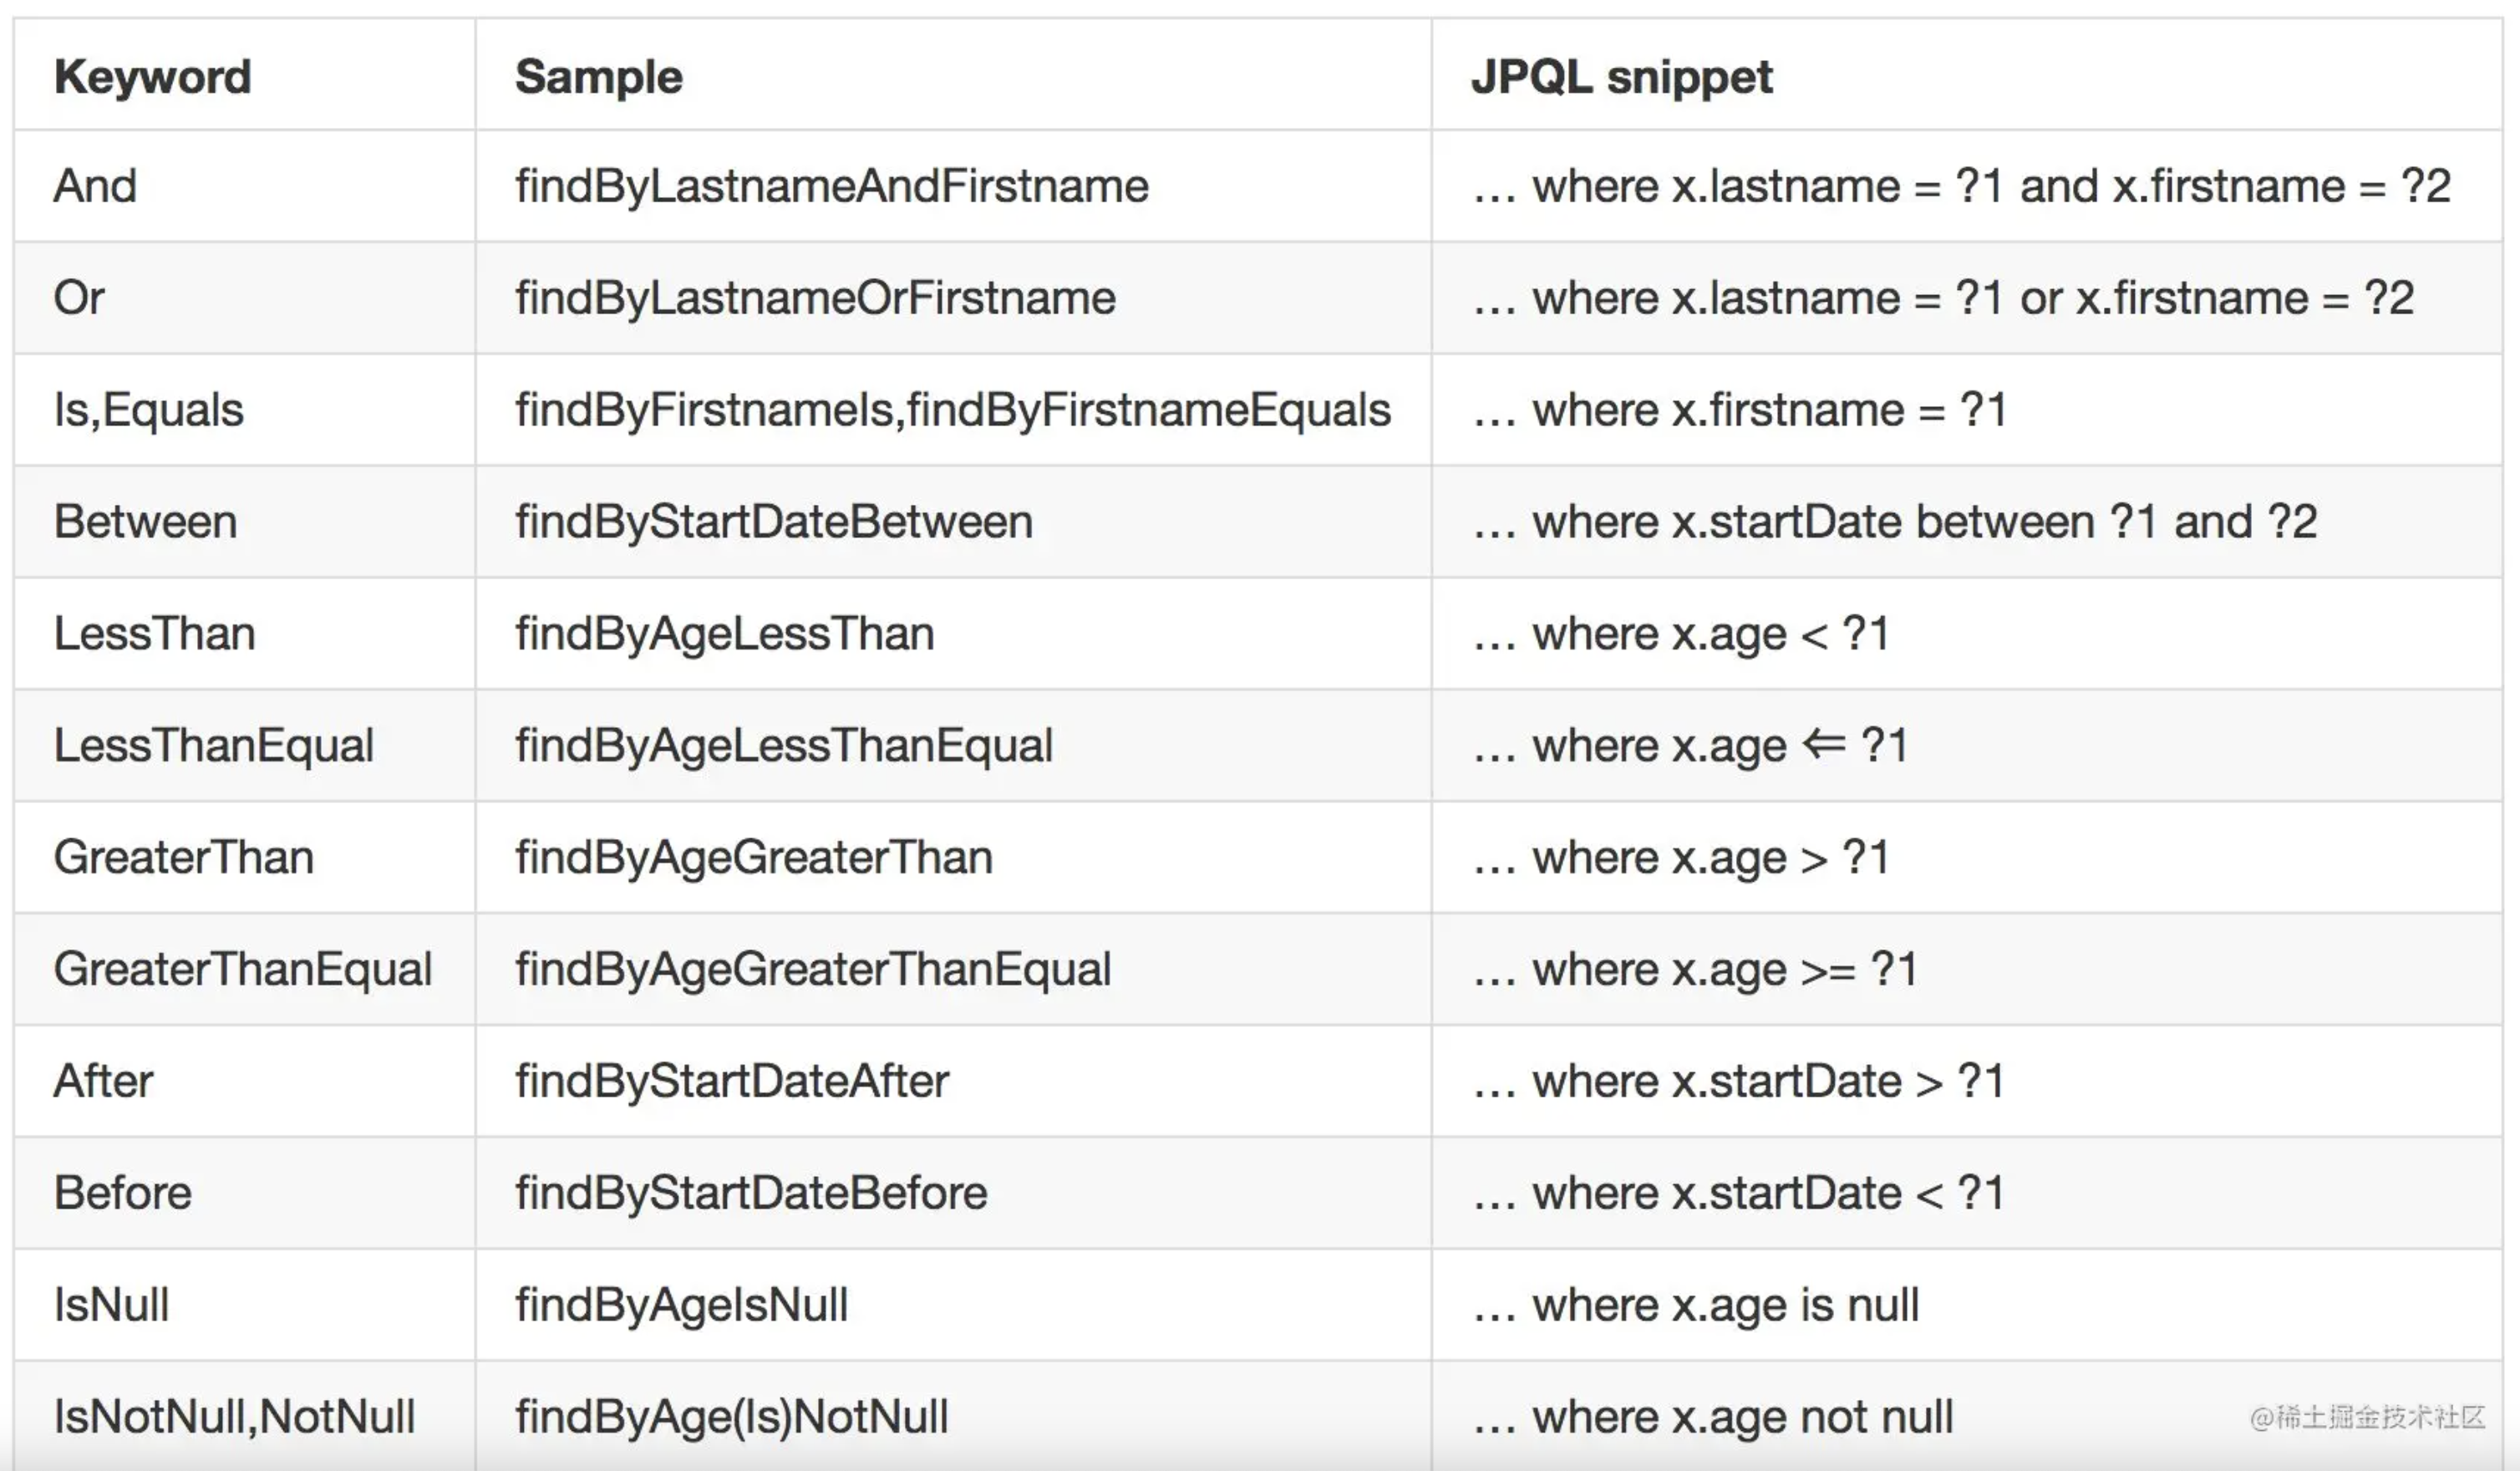 Keyword Sample JPQL snippet
And findByLastnameAndFirstname … where x.lastname = ?1 and x.firstname = ?2
Or findByLastnameOrFirstname … where x.lastname = ?1 or x.firstname = ?2
Is,Equals findByFirstnameIs,findByFirstnameEquals … where x.firstname = ?1
Between findByStartDateBetween … where x.startDate between ?1 and ?2
LessThan findByAgeLessThan … where x.age < ?1
LessThanEqual findByAgeLessThanEqual … where x.age ⇐ ?1
GreaterThan findByAgeGreaterThan … where x.age > ?1
GreaterThanEqual findByAgeGreaterThanEqual … where x.age >= ?1
After findByStartDateAfter … where x.startDate > ?1
Before findByStartDateBefore … where x.startDate < ?1
IsNull findByAgeIsNull … where x.age is null
IsNotNull,NotNull findByAge(Is)NotNull … where x.age not null
@稀土掘金技术社区